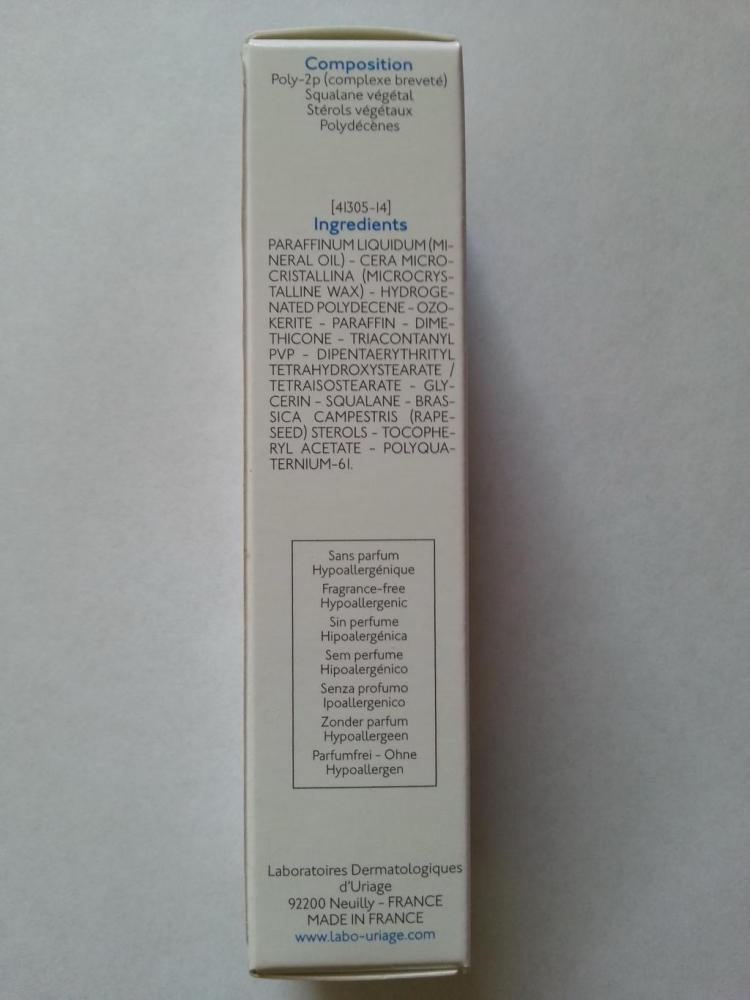 Composition
Poly-2p (complexe breveté)
Squalane végétal
Stérols végétaux
Polydécènes
[41305-14]
Ingredients
PARAFFINUM LIQUIDUM (MI-
NERAL OIL) - CERA MICRO-
CRISTALLINA (MICROCRYS-
TALLINE WAX) - HYDROGE-
NATED POLYDECENE - OZO-
KERITE - PARAFFIN - DIME-
THICONE - TRIACONTANYL
PVP - DIPENTAERYTHRITYL
TETRAHYDROXYSTEARATE /
TETRAISOSTEARATE - GLY-
CERIN - SQUALANE - BRAS-
SICA CAMPESTRIS (RAPE-
SEED) STEROLS - TOCOPHE-
RYL ACETATE - POLYQUA-
TERNIUM-61.
Sans parfum
Hypoallergénique
Fragrance-free
Hypoallergenic
Sin perfume
Hipoalergénica
Sem perfume
Hipoalergénico
Senza profumo
Ipoallergenico
Zonder parfum
Hypoallergeen
Parfumfrei - Ohne
Hypoallergen
Laboratoires Dermatologiques
d'Uriage
92200 Neuilly - FRANCE
MADE IN FRANCE
www.labo-uriage.com